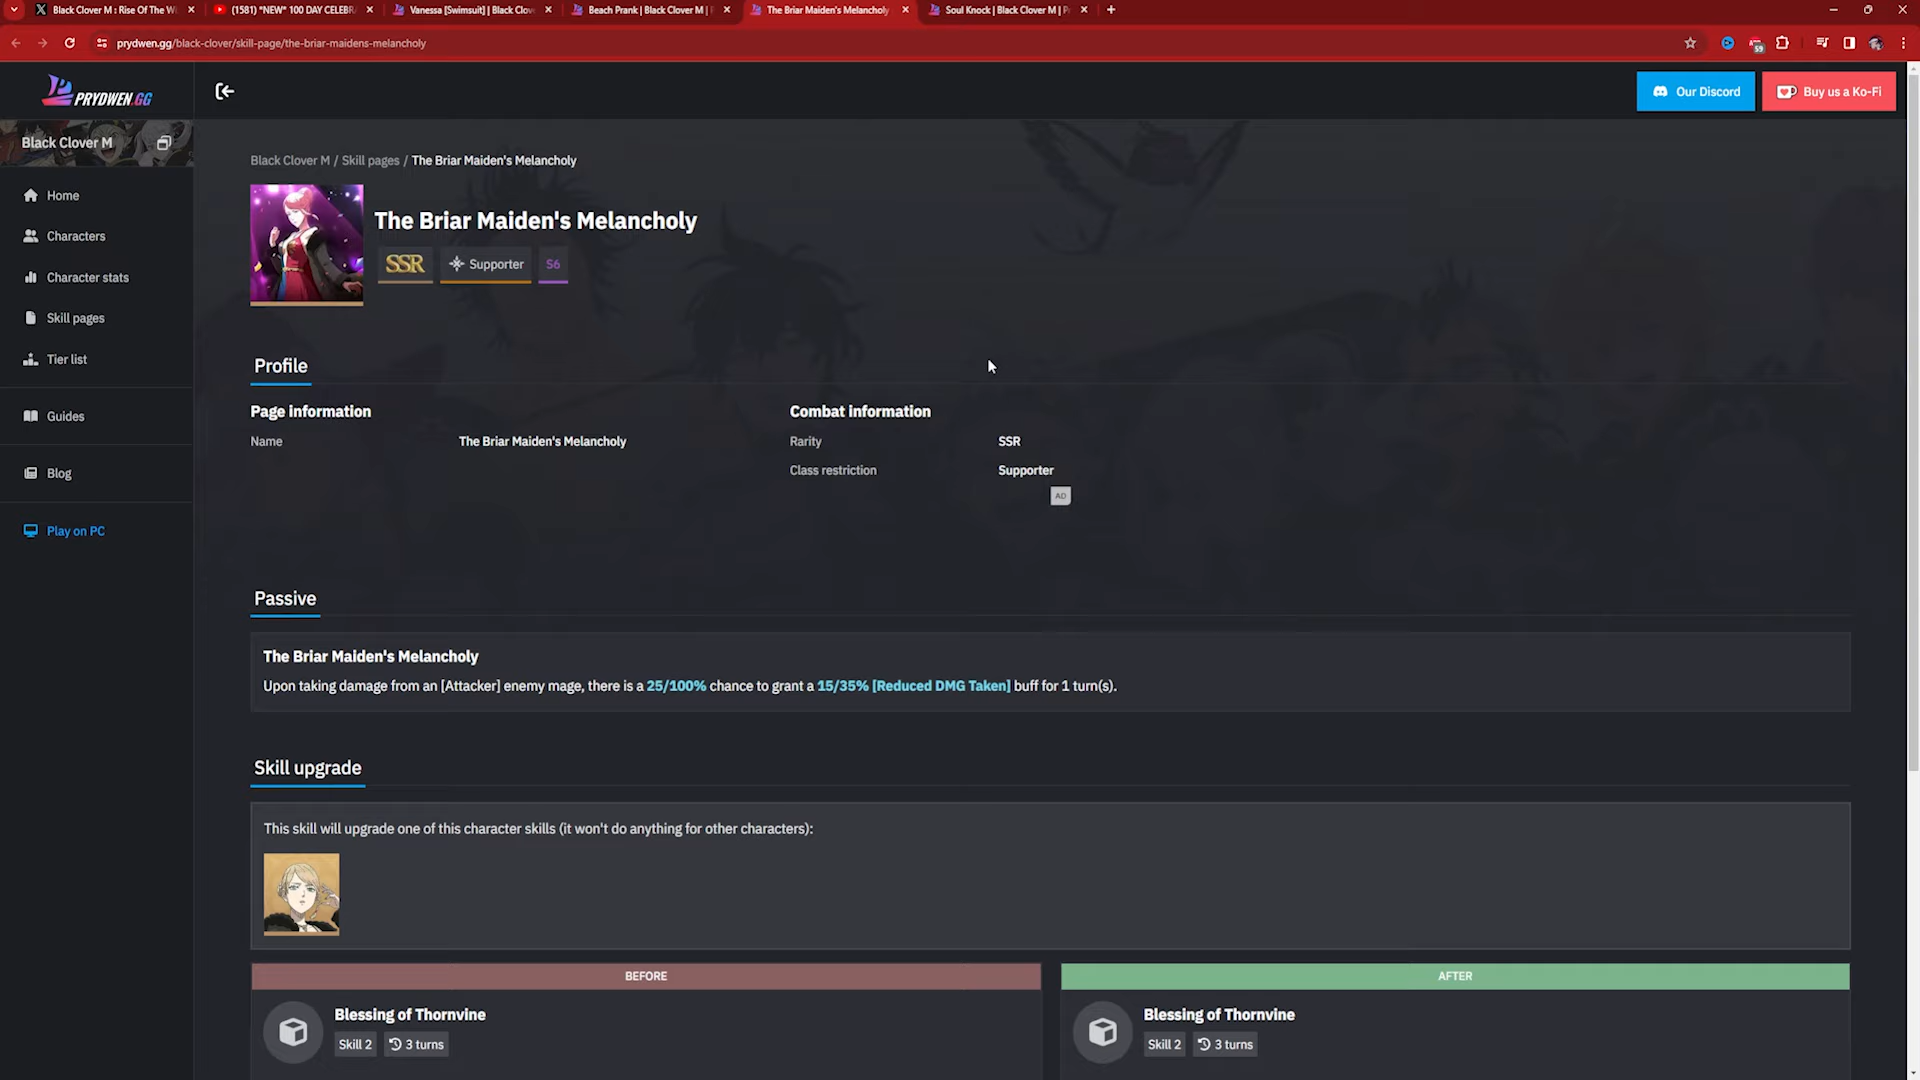 Black Clover M : Rise Of The W
(1581) *NEW* 100 DAY CELEBR
Vanessa [Swimsuit] | Black Clov
Beach Prank | Black Clover M | P
The Briar Maiden's Melancholy
Soul Knock | Black Clover M | P
prydwen.gg/black-clover/skill-page/the-briar-maidens-melancholy
59
PRYDWEN.GG
Our Discord
Buy us a Ko-Fi
Black Clover M
Home
Characters
Character stats
Skill pages
Tier list
Guides
Blog
Play on PC
Black Clover M / Skill pages / The Briar Maiden's Melancholy
The Briar Maiden's Melancholy
SSR Supporter S6
Profile
Page information
Name The Briar Maiden's Melancholy
Combat information
Rarity SSR
Class restriction Supporter
AD
Passive
The Briar Maiden's Melancholy
Upon taking damage from an [Attacker] enemy mage, there is a 25/100% chance to grant a 15/35% [Reduced DMG Taken] buff for 1 turn(s).
Skill upgrade
This skill will upgrade one of this character skills (it won't do anything for other characters):
BEFORE
Blessing of Thornvine
Skill 2 3 turns
AFTER
Blessing of Thornvine
Skill 2 3 turns